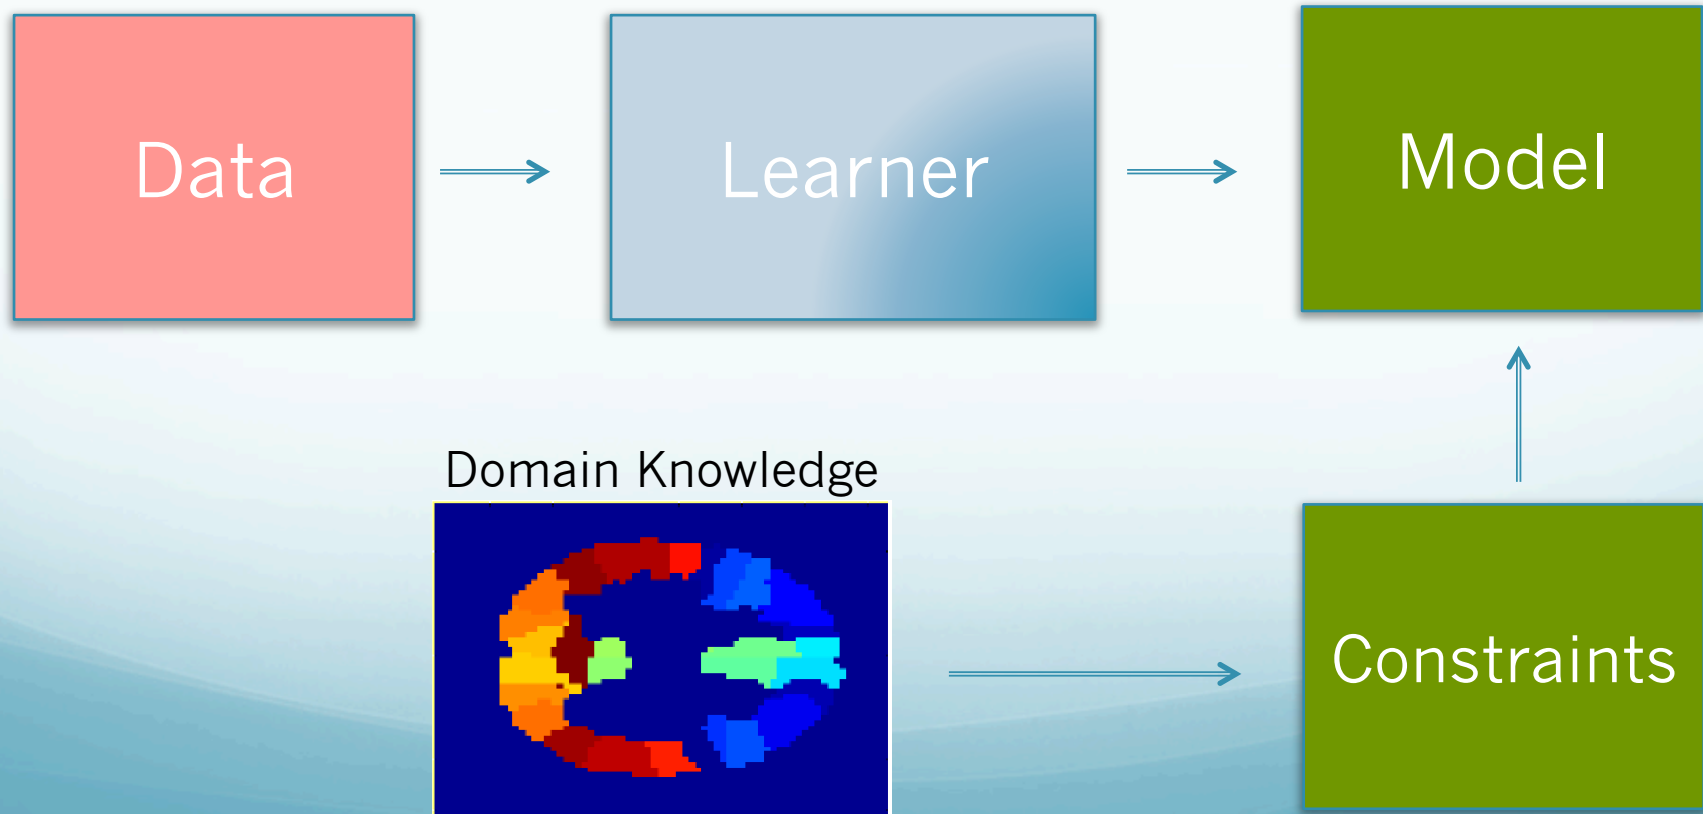 Data
Learner
Model
Domain Knowledge
Constraints